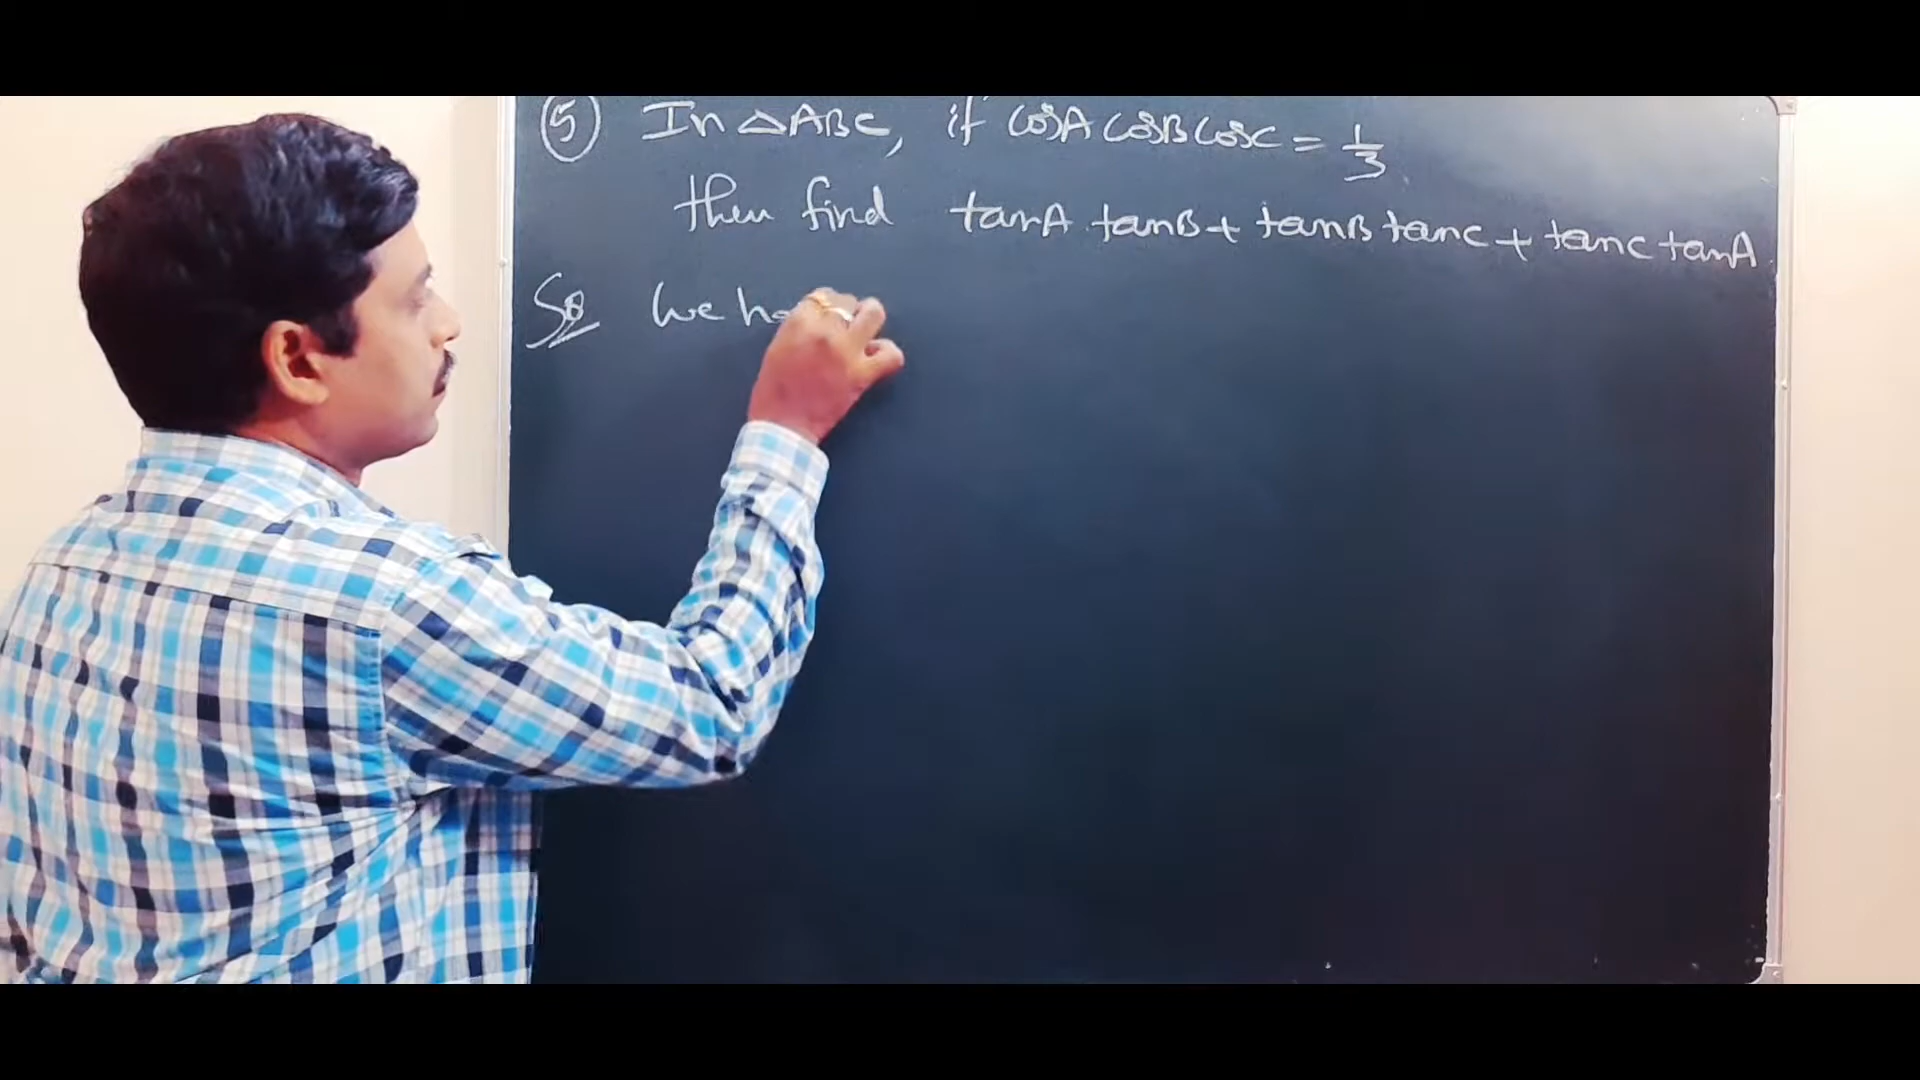 5 In △ABC, if cosA cosB cosC = 1/3
then find tanA tanB + tanB tanC + tanC tanA
Sol We ha